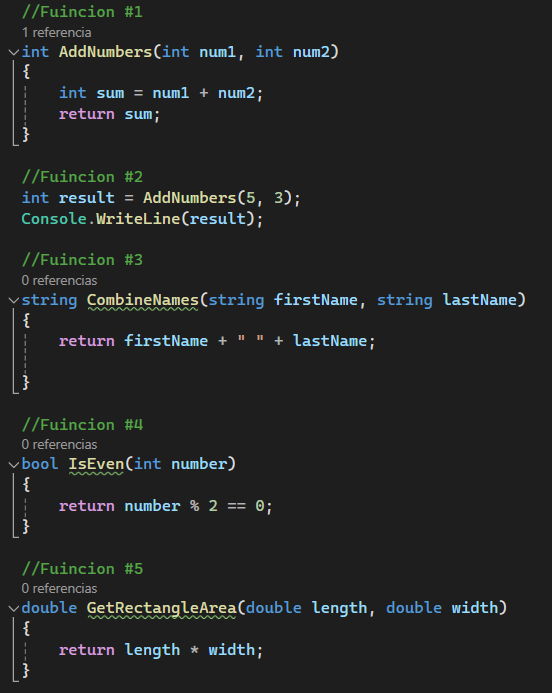 //Fuincion #1
1 referencia
int AddNumbers(int num1, int num2)
{
    int sum = num1 + num2;
    return sum;
}
//Fuincion #2
int result = AddNumbers(5, 3);
Console.WriteLine(result);
//Fuincion #3
0 referencias
string CombineNames(string firstName, string lastName)
{
    return firstName + " " + lastName;
}
//Fuincion #4
0 referencias
bool IsEven(int number)
{
    return number % 2 == 0;
}
//Fuincion #5
0 referencias
double GetRectangleArea(double length, double width)
{
    return length * width;
}